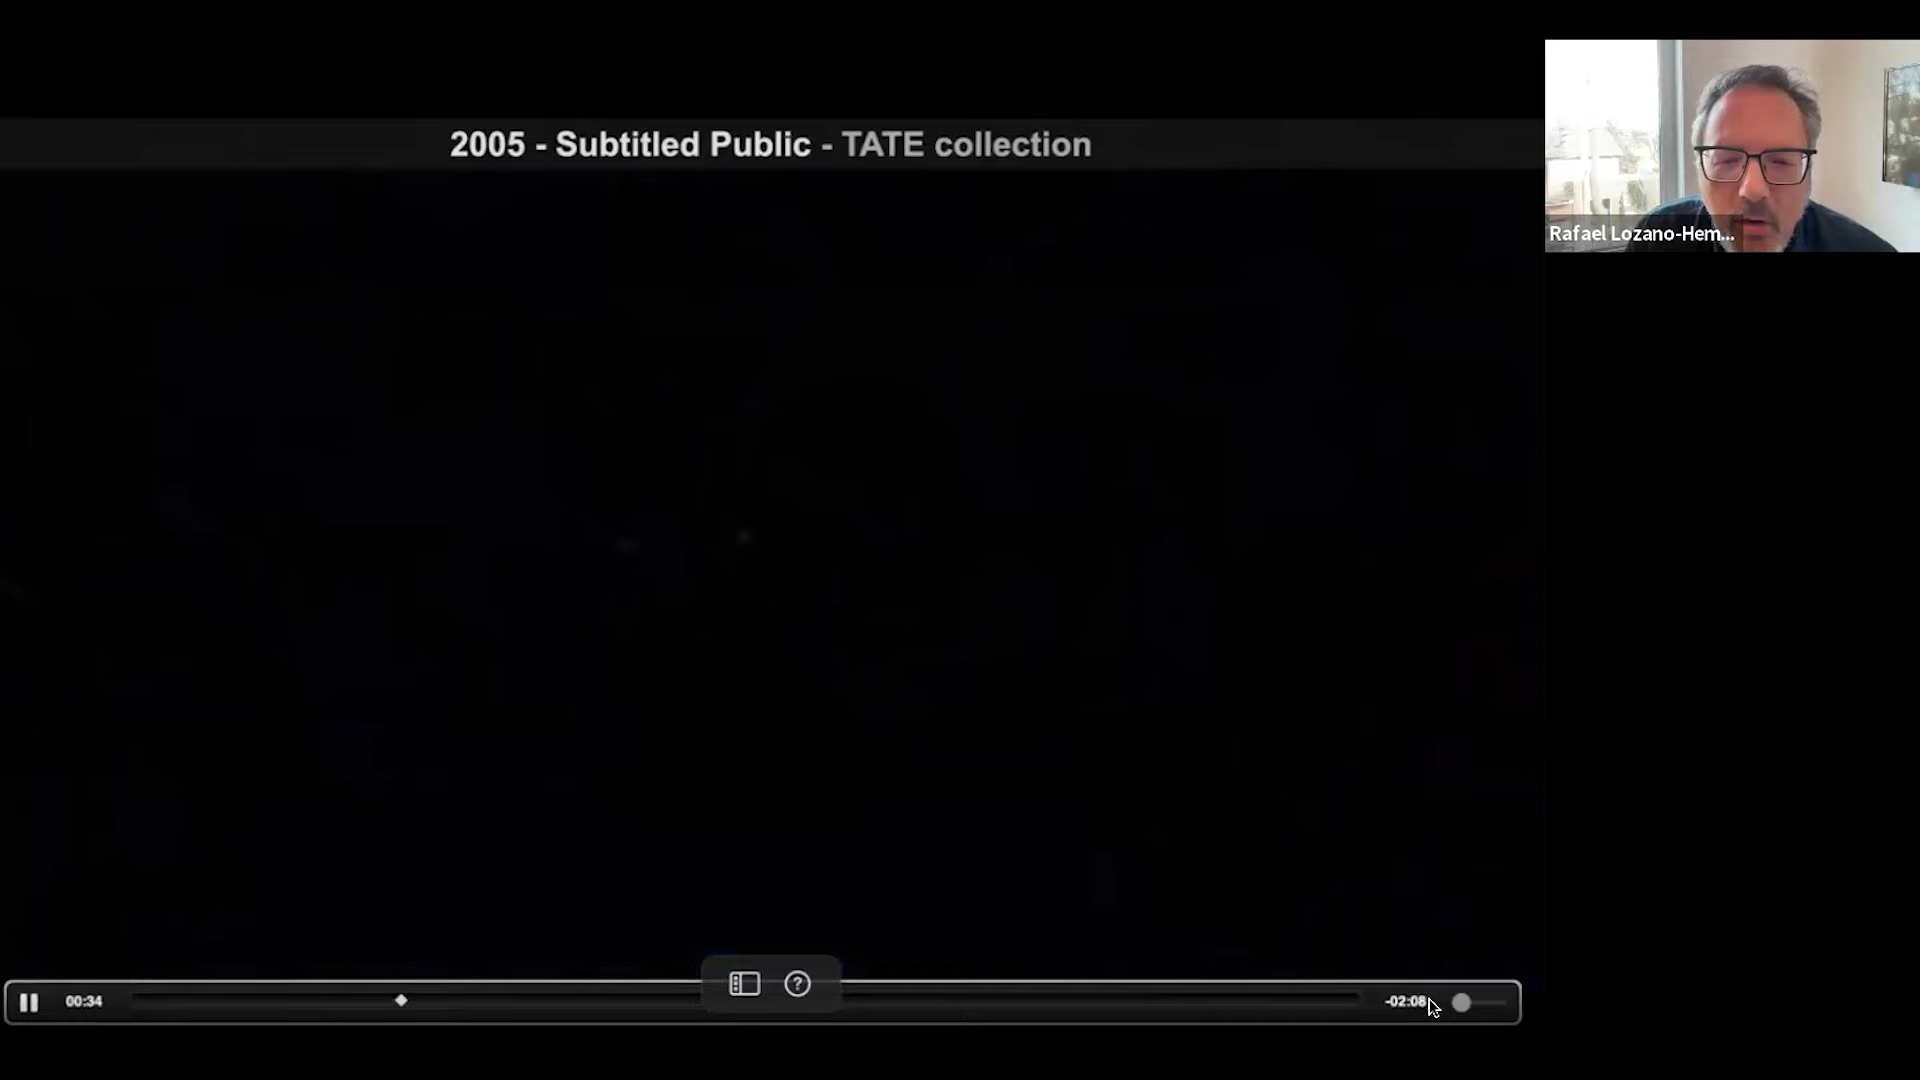 2005 - Subtitled Public - TATE collection
Rafael Lozano-Hem...
00:34
-02:08